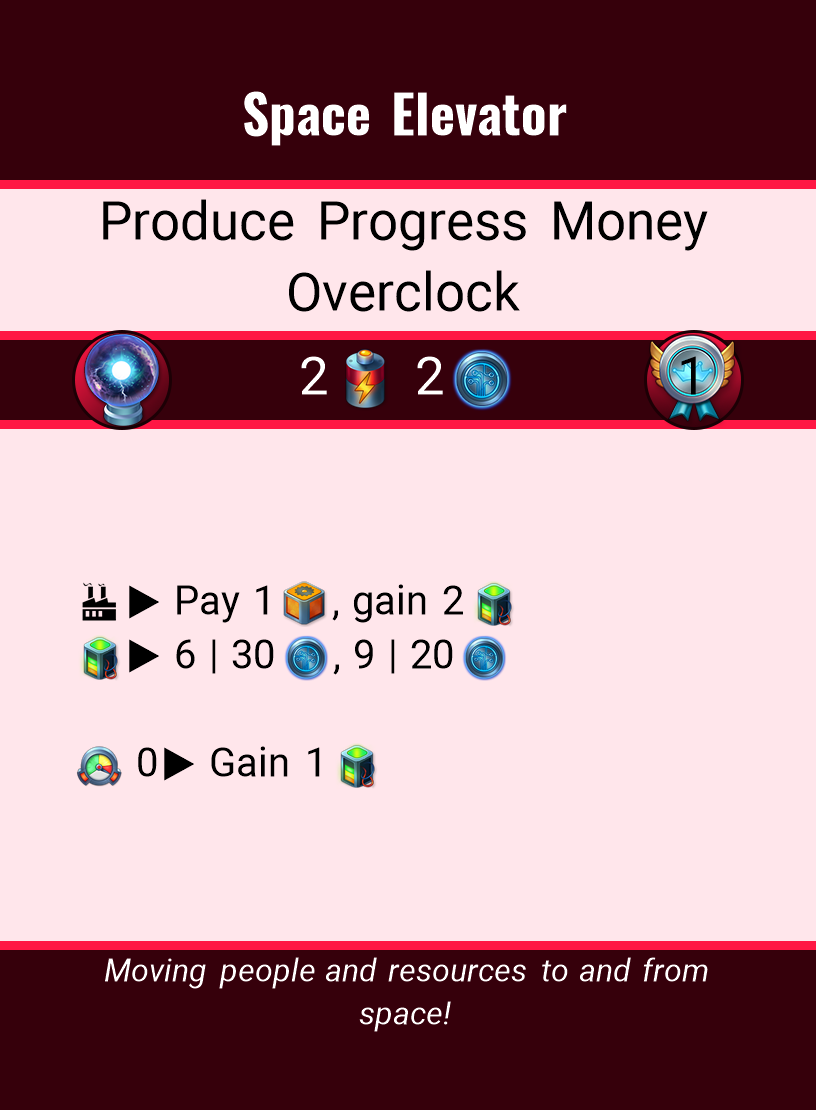 Space Elevator
Produce Progress Money
Overclock
2 2 1
▶ Pay 1 , gain 2
▶ 6 | 30 , 9 | 20
0▶ Gain 1
Moving people and resources to and from
space!